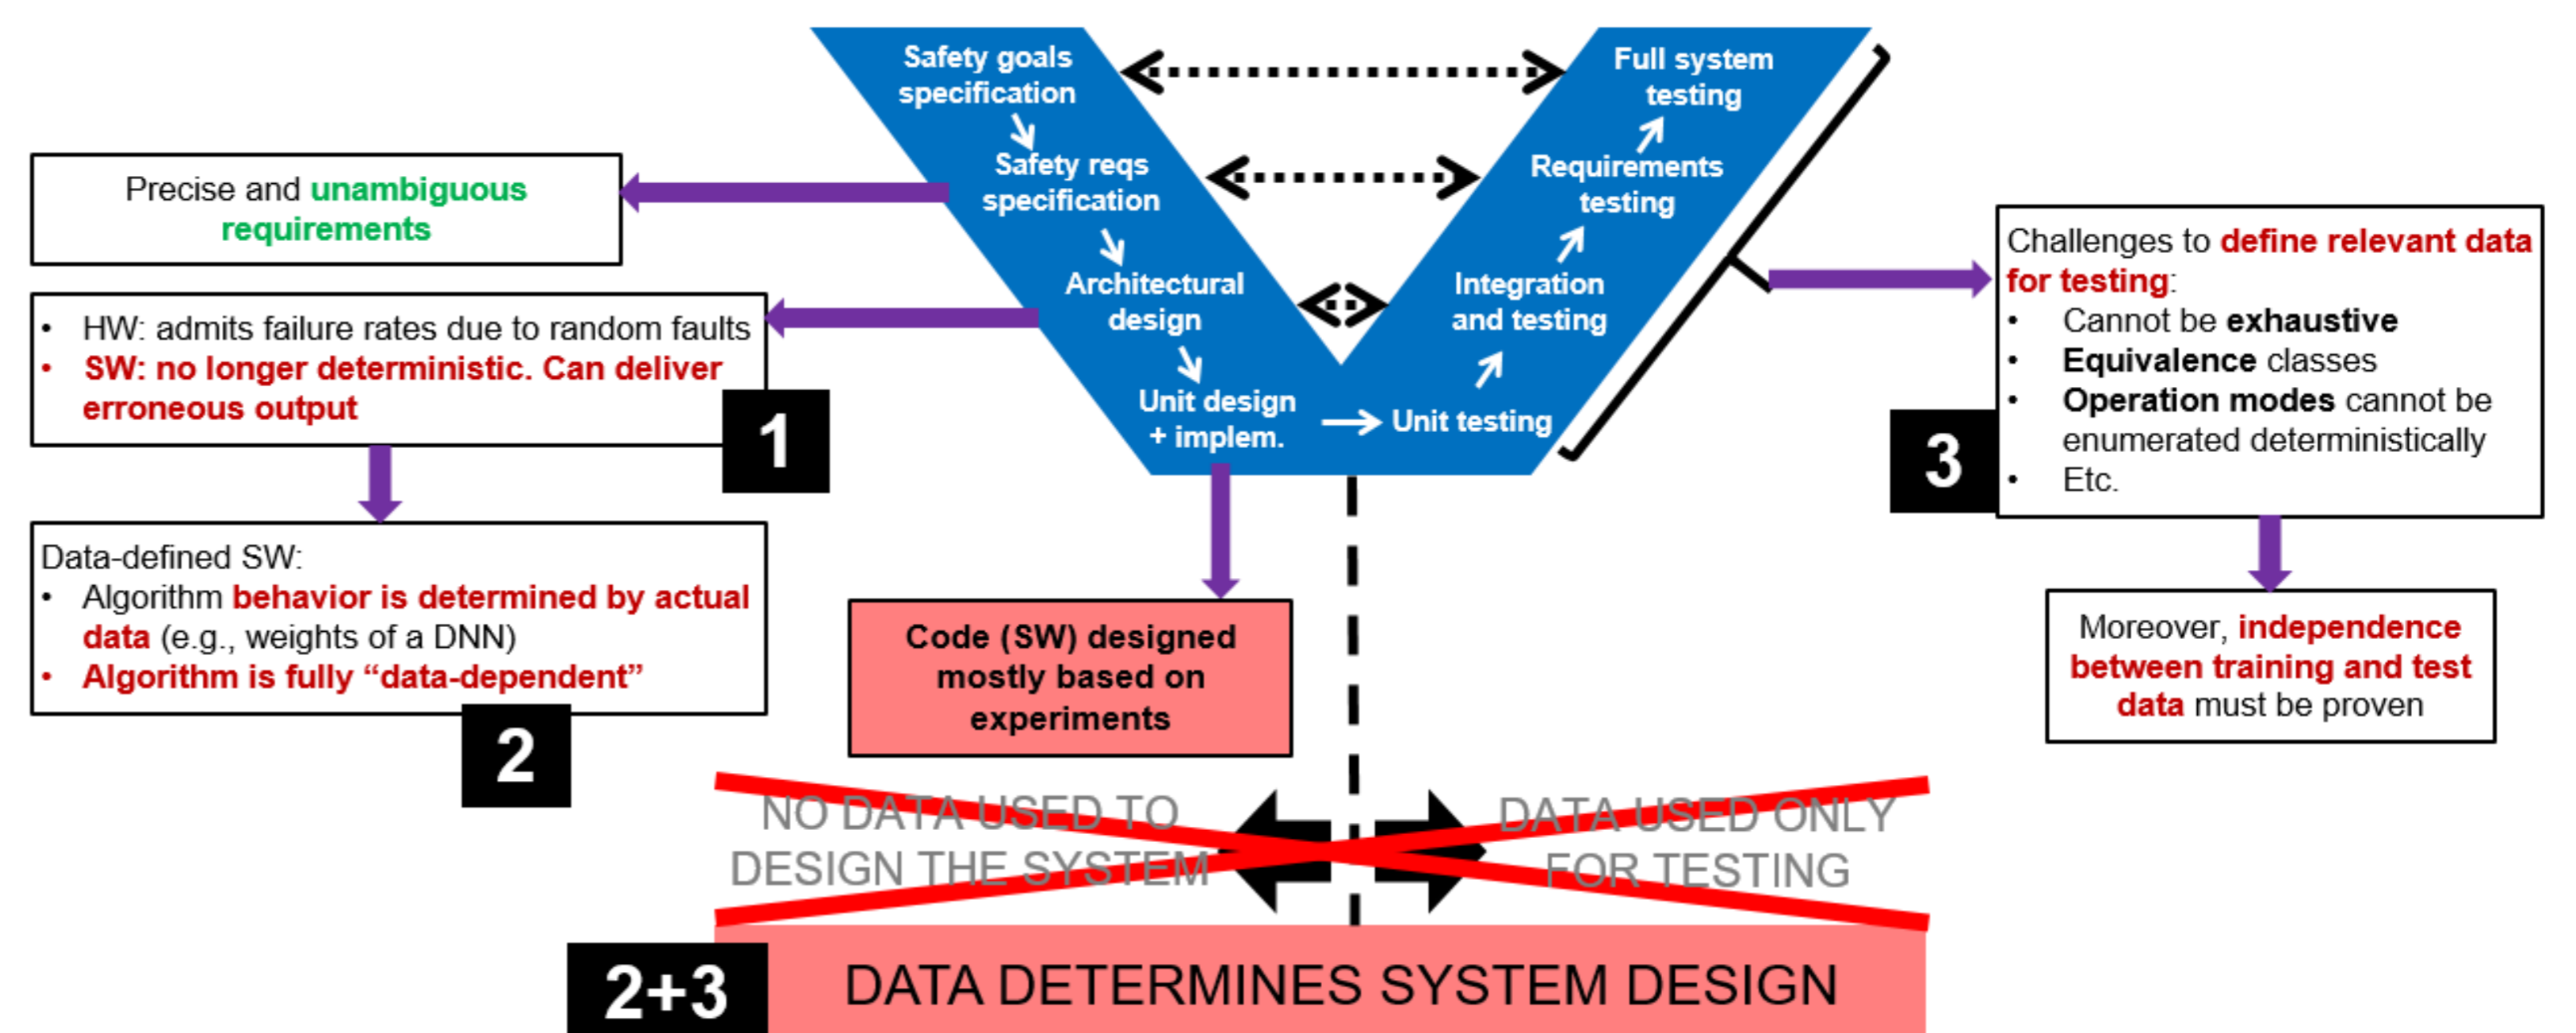 Safety goals
specification
Safety reqs
specification
Architectural
design
Unit design
+ implem.
Unit testing
Integration
and testing
Requirements
testing
Full system
testing
Precise and unambiguous
requirements
• HW: admits failure rates due to random faults
• SW: no longer deterministic. Can deliver
erroneous output
1
Data-defined SW:
• Algorithm behavior is determined by actual
data (e.g., weights of a DNN)
• Algorithm is fully “data-dependent”
2
Code (SW) designed
mostly based on
experiments
Challenges to define relevant data
for testing:
• Cannot be exhaustive
• Equivalence classes
• Operation modes cannot be
enumerated deterministically
• Etc.
3
Moreover, independence
between training and test
data must be proven
NO DATA USED TO
DESIGN THE SYSTEM
DATA USED ONLY
FOR TESTING
2+3
DATA DETERMINES SYSTEM DESIGN